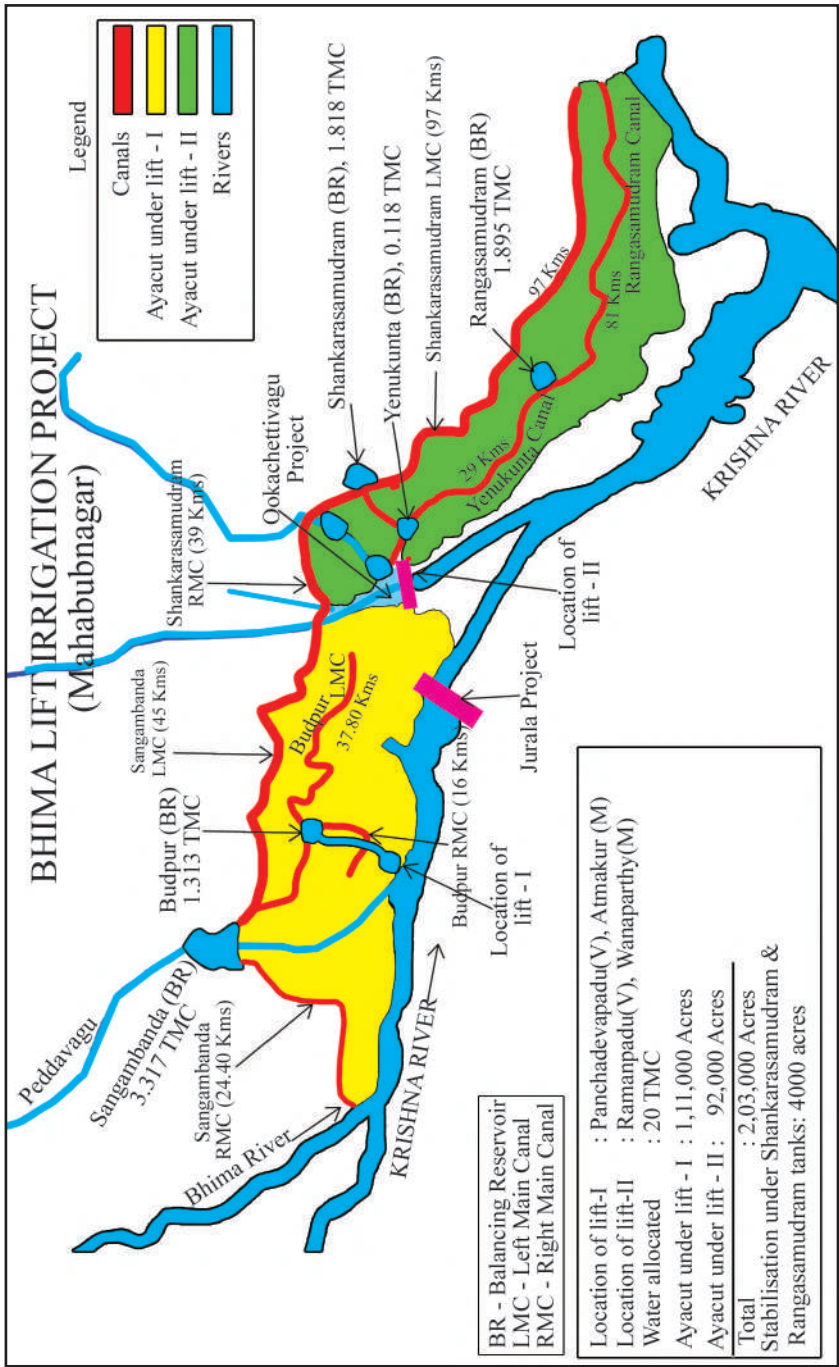 BHIMA LIFT IRRIGATION PROJECT
(Mahabubnagar)
Legend
Canals
Ayacut under lift - I
Ayacut under lift - II
Rivers
Peddavagu
Sangambanda (BR)
3.317 TMC
Sangambanda
RMC (24.40 Kms)
Bhima River
KRISHNA RIVER
Budpur (BR)
1.313 TMC
Sangambanda
LMC (45 Kms)
Budpur LMC
37.80 Kms
Budpur RMC (16 Kms)
Location of
lift - I
Jurala Project
Shankarasamudram
RMC (39 Kms)
Qokachettivagu
Project
Shankarasamudram (BR), 1.818 TMC
Yenukunta (BR), 0.118 TMC
Shankarasamudram LMC (97 Kms)
Rangasamudram (BR)
1.895 TMC
97 Kms
81 Kms
Rangasamudram Canal
29 Kms
Yenukunta Canal
Location of
lift - II
KRISHNA RIVER
BR - Balancing Reservoir
LMC - Left Main Canal
RMC - Right Main Canal
Location of lift-I : Panchadevapadu(V), Atmakur (M)
Location of lift-II : Ramanpadu(V), Wanaparthy(M)
Water allocated : 20 TMC
Ayacut under lift - I : 1,11,000 Acres
Ayacut under lift - II : 92,000 Acres
Total : 2,03,000 Acres
Stabilisation under Shankarasamudram &
Rangasamudram tanks: 4000 acres